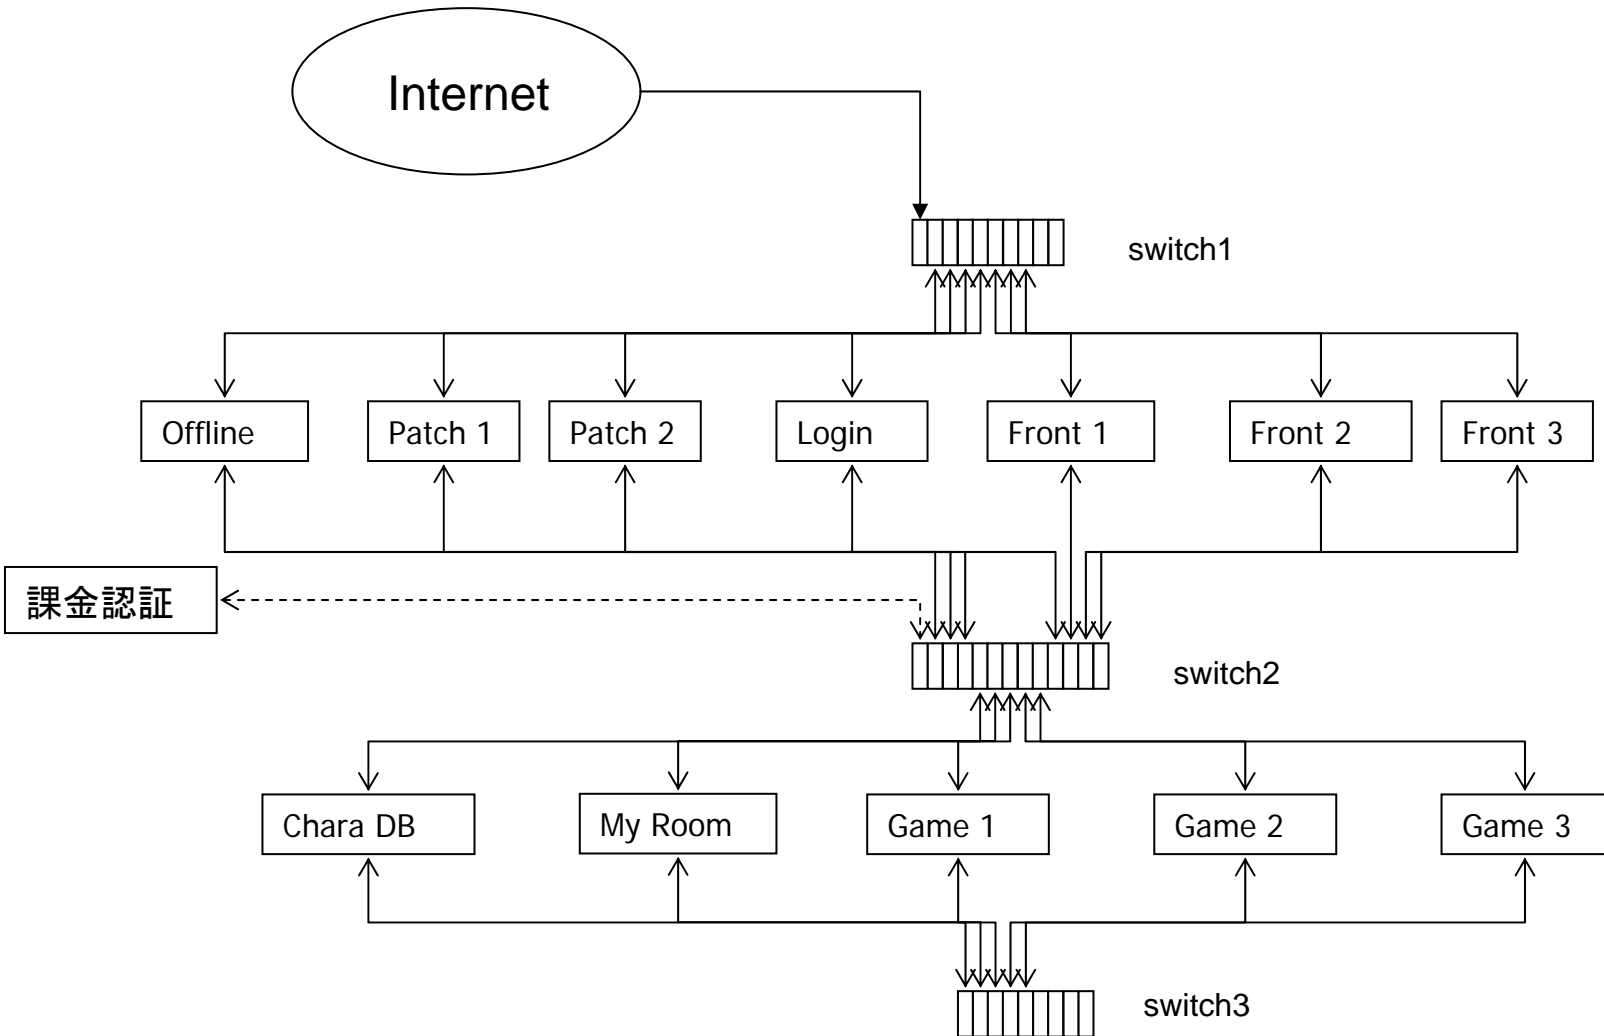 Internet
switch1
Offline
Patch 1
Patch 2
Login
Front 1
Front 2
Front 3
課金認証
switch2
Chara DB
My Room
Game 1
Game 2
Game 3
switch3